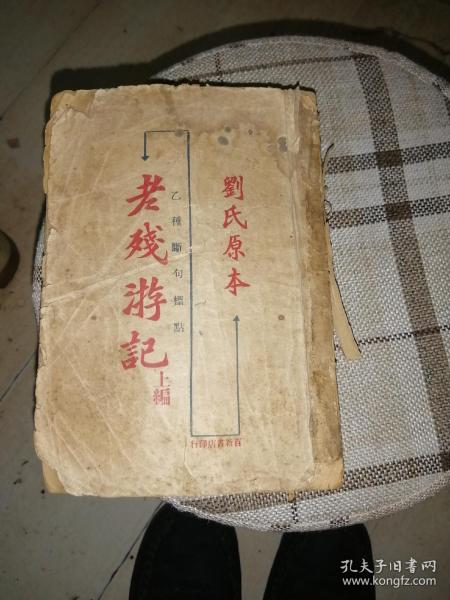 劉氏原本
乙種斷句標點
老殘游記
上編
百新書店印行
孔夫子旧书网
www.kongfz.com